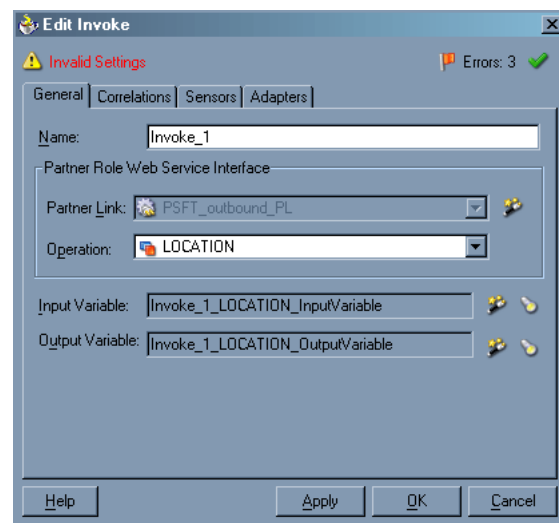 Edit Invoke
Invalid Settings Errors: 3
General Correlations Sensors Adapters
Name: Invoke_1
Partner Role Web Service Interface
Partner Link: PSFT_outbound_PL
Operation: LOCATION
Input Variable: Invoke_1_LOCATION_InputVariable
Output Variable: Invoke_1_LOCATION_OutputVariable
Help Apply OK Cancel